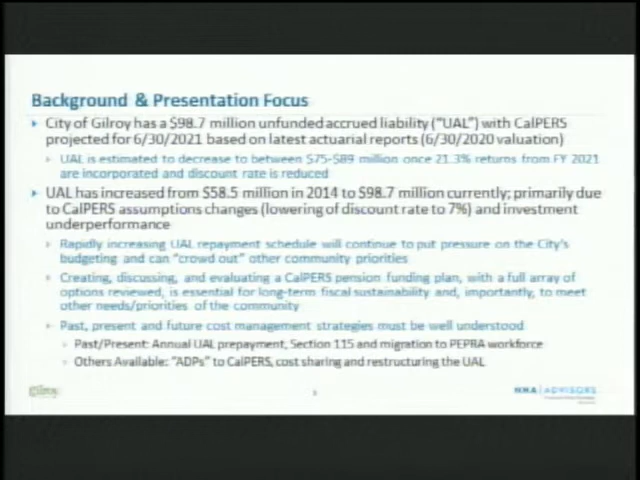 Background & Presentation Focus
City of Gilroy has a $98.7 million unfunded accrued liability ("UAL") with CalPERS
projected for 6/30/2021 based on latest actuarial reports (6/30/2020 valuation)
UAL is estimated to decrease to between $75-$89 million once 21.3% returns from FY 2021
are incorporated and discount rate is reduced
UAL has increased from $58.5 million in 2014 to $98.7 million currently; primarily due
to CalPERS assumptions changes (lowering of discount rate to 7%) and investment
underperformance
Rapidly increasing UAL repayment schedule will continue to put pressure on the City's
budgeting and can "crowd out" other community priorities
Creating, discussing, and evaluating a CalPERS pension funding plan, with a full array of
options reviewed, is essential for long-term fiscal sustainability and, importantly, to meet
other needs/priorities of the community
Past, present and future cost management strategies must be well understood
Past/Present: Annual UAL prepayment, Section 115 and migration to PEPRA workforce
Others Available: "ADPs" to CalPERS, cost sharing and restructuring the UAL
Gilroy
NHA | ADVISORS